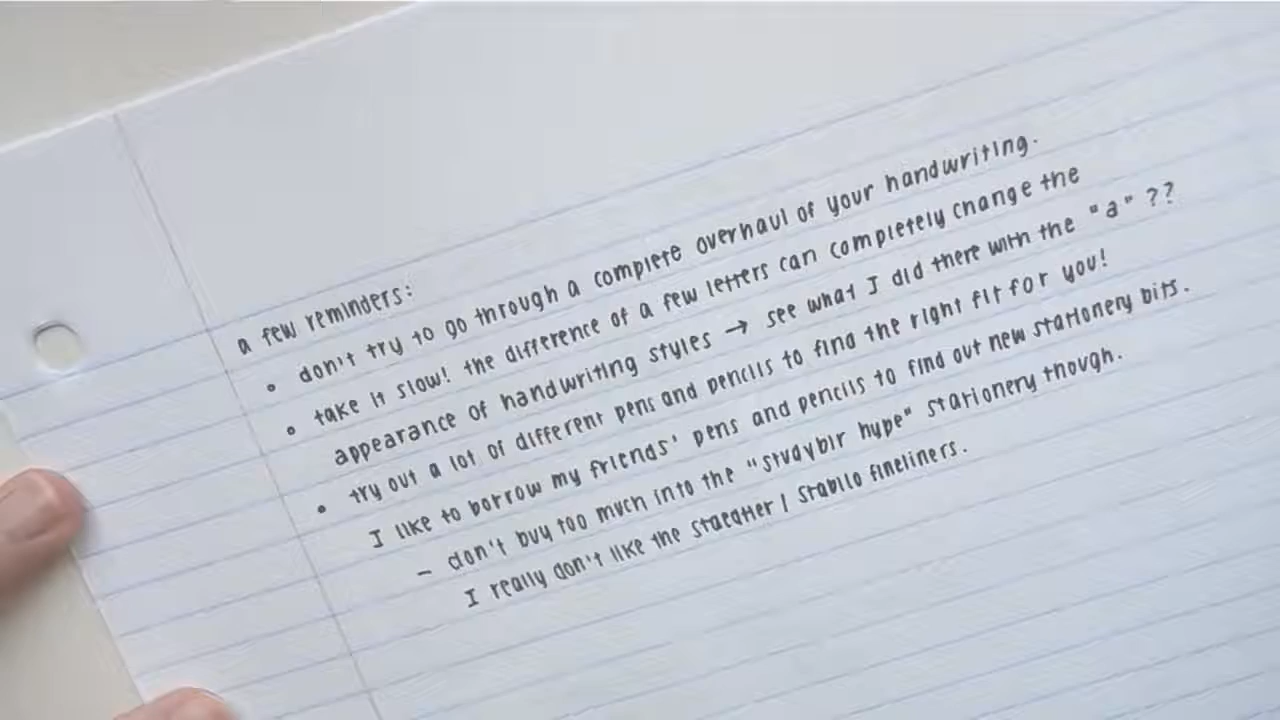 a few reminders:
• don't try to go through a complete overhaul of your handwriting.
• take it slow! the difference of a few letters can completely change the
appearance of handwriting styles → see what I did there with the "a" ??
• try out a lot of different pens and pencils to find the right fit for you!
I like to borrow my friends' pens and pencils to find out new stationery bits.
- don't buy too much into the "studyblr hype" stationery though.
I really don't like the staedtler / stabilo fineliners.